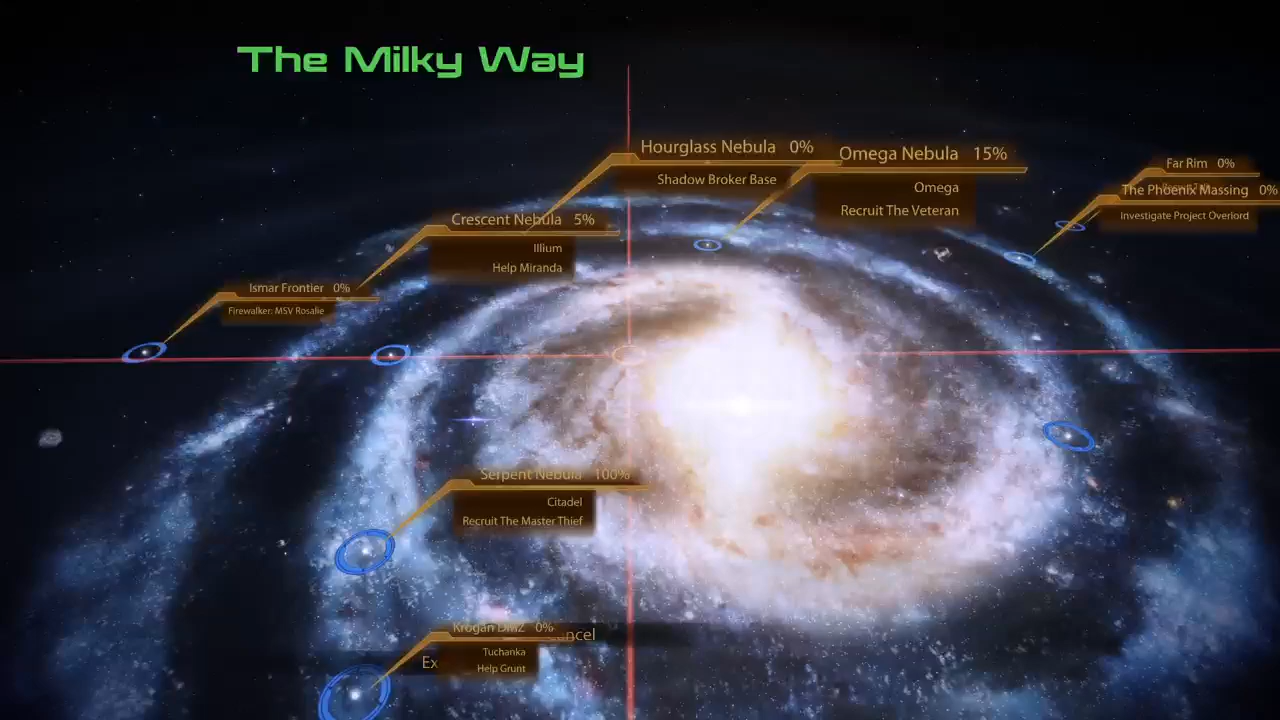 The Milky Way
Hourglass Nebula 0%
Shadow Broker Base
Omega Nebula 15%
Omega
Recruit The Veteran
Far Rim 0%
The Phoenix Massing 0%
Investigate Project Overlord
Crescent Nebula 5%
Illium
Help Miranda
Ismar Frontier 0%
Firewalker: MSV Rosalie
Serpent Nebula 100%
Citadel
Recruit The Master Thief
Krogan DMZ 0%
Tuchanka
Help Grunt